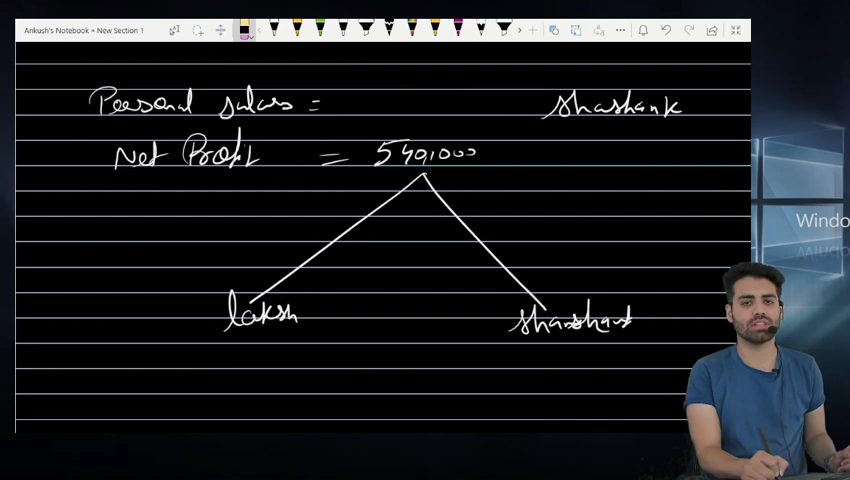 Ankush's Notebook > New Section 1
Personal salary = shashank
Net Profit = 540,000
laksh shashank
Windo